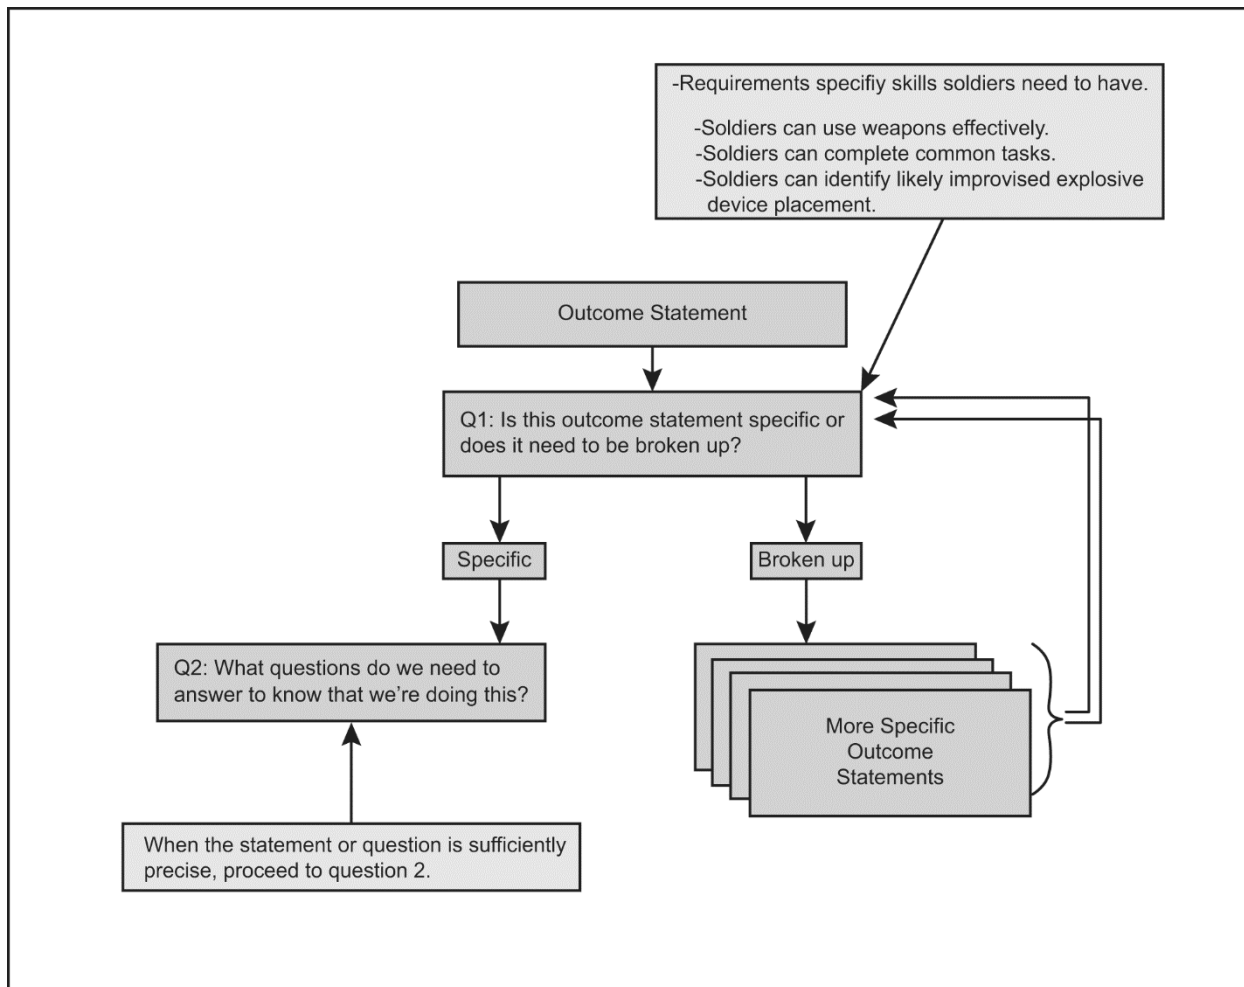 -Requirements specifiy skills soldiers need to have.
-Soldiers can use weapons effectively.
-Soldiers can complete common tasks.
-Soldiers can identify likely improvised explosive
device placement.
Outcome Statement
Q1: Is this outcome statement specific or
does it need to be broken up?
Specific
Broken up
Q2: What questions do we need to
answer to know that we're doing this?
More Specific
Outcome
Statements
When the statement or question is sufficiently
precise, proceed to question 2.